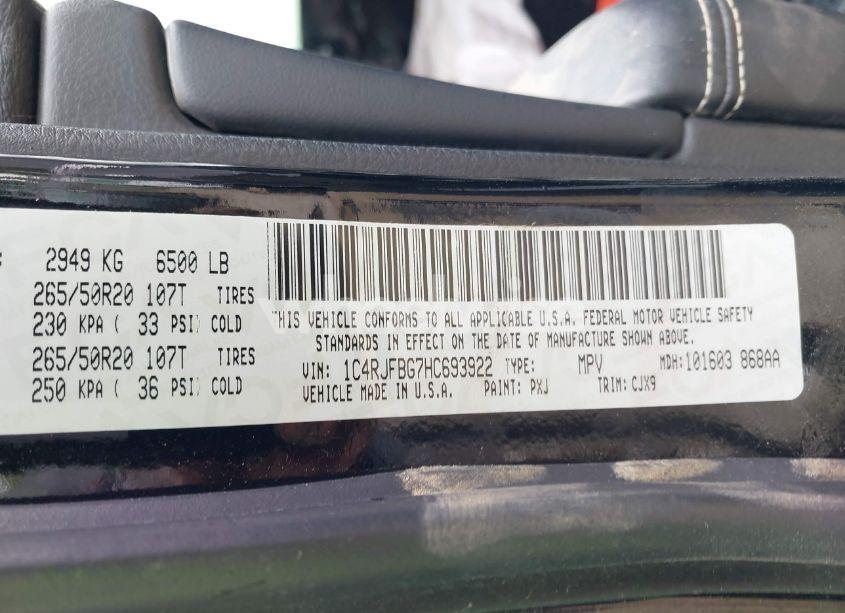 2949 KG 6500 LB
265/50R20 107T TIRES
230 KPA ( 33 PSI) COLD
265/50R20 107T TIRES
250 KPA ( 36 PSI) COLD
THIS VEHICLE CONFORMS TO ALL APPLICABLE U.S.A. FEDERAL MOTOR VEHICLE SAFETY
STANDARDS IN EFFECT ON THE DATE OF MANUFACTURE SHOWN ABOVE.
VIN: 1C4RJFBG7HC693922 TYPE: MPV MDH:101603 868AA
VEHICLE MADE IN U.S.A. PAINT: PXJ TRIM: CJX9